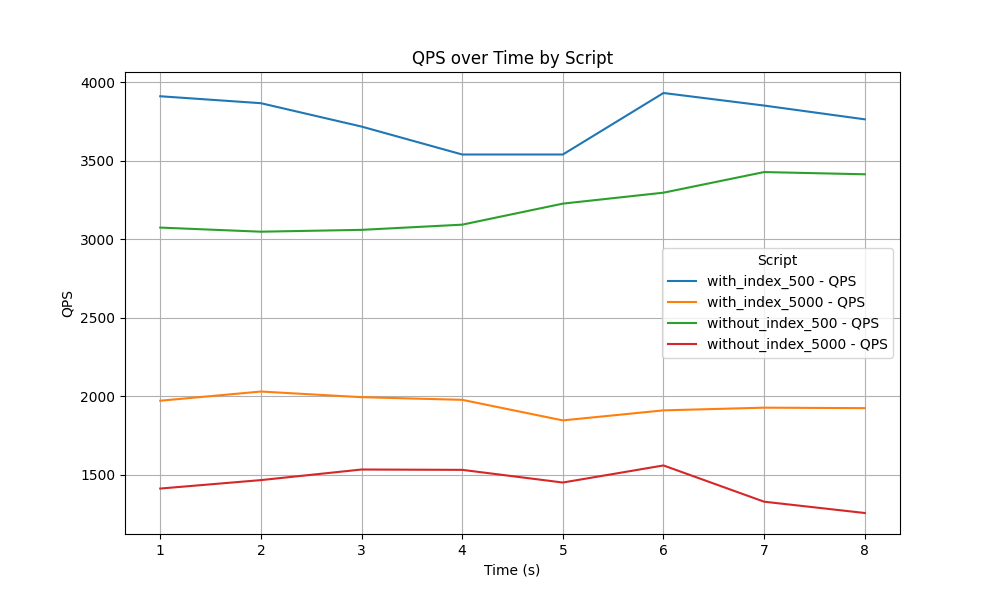 QPS over Time by Script
4000
3500
3000
2500
2000
1500
QPS
Script
with_index_500 - QPS
with_index_5000 - QPS
without_index_500 - QPS
without_index_5000 - QPS
1 2 3 4 5 6 7 8
Time (s)